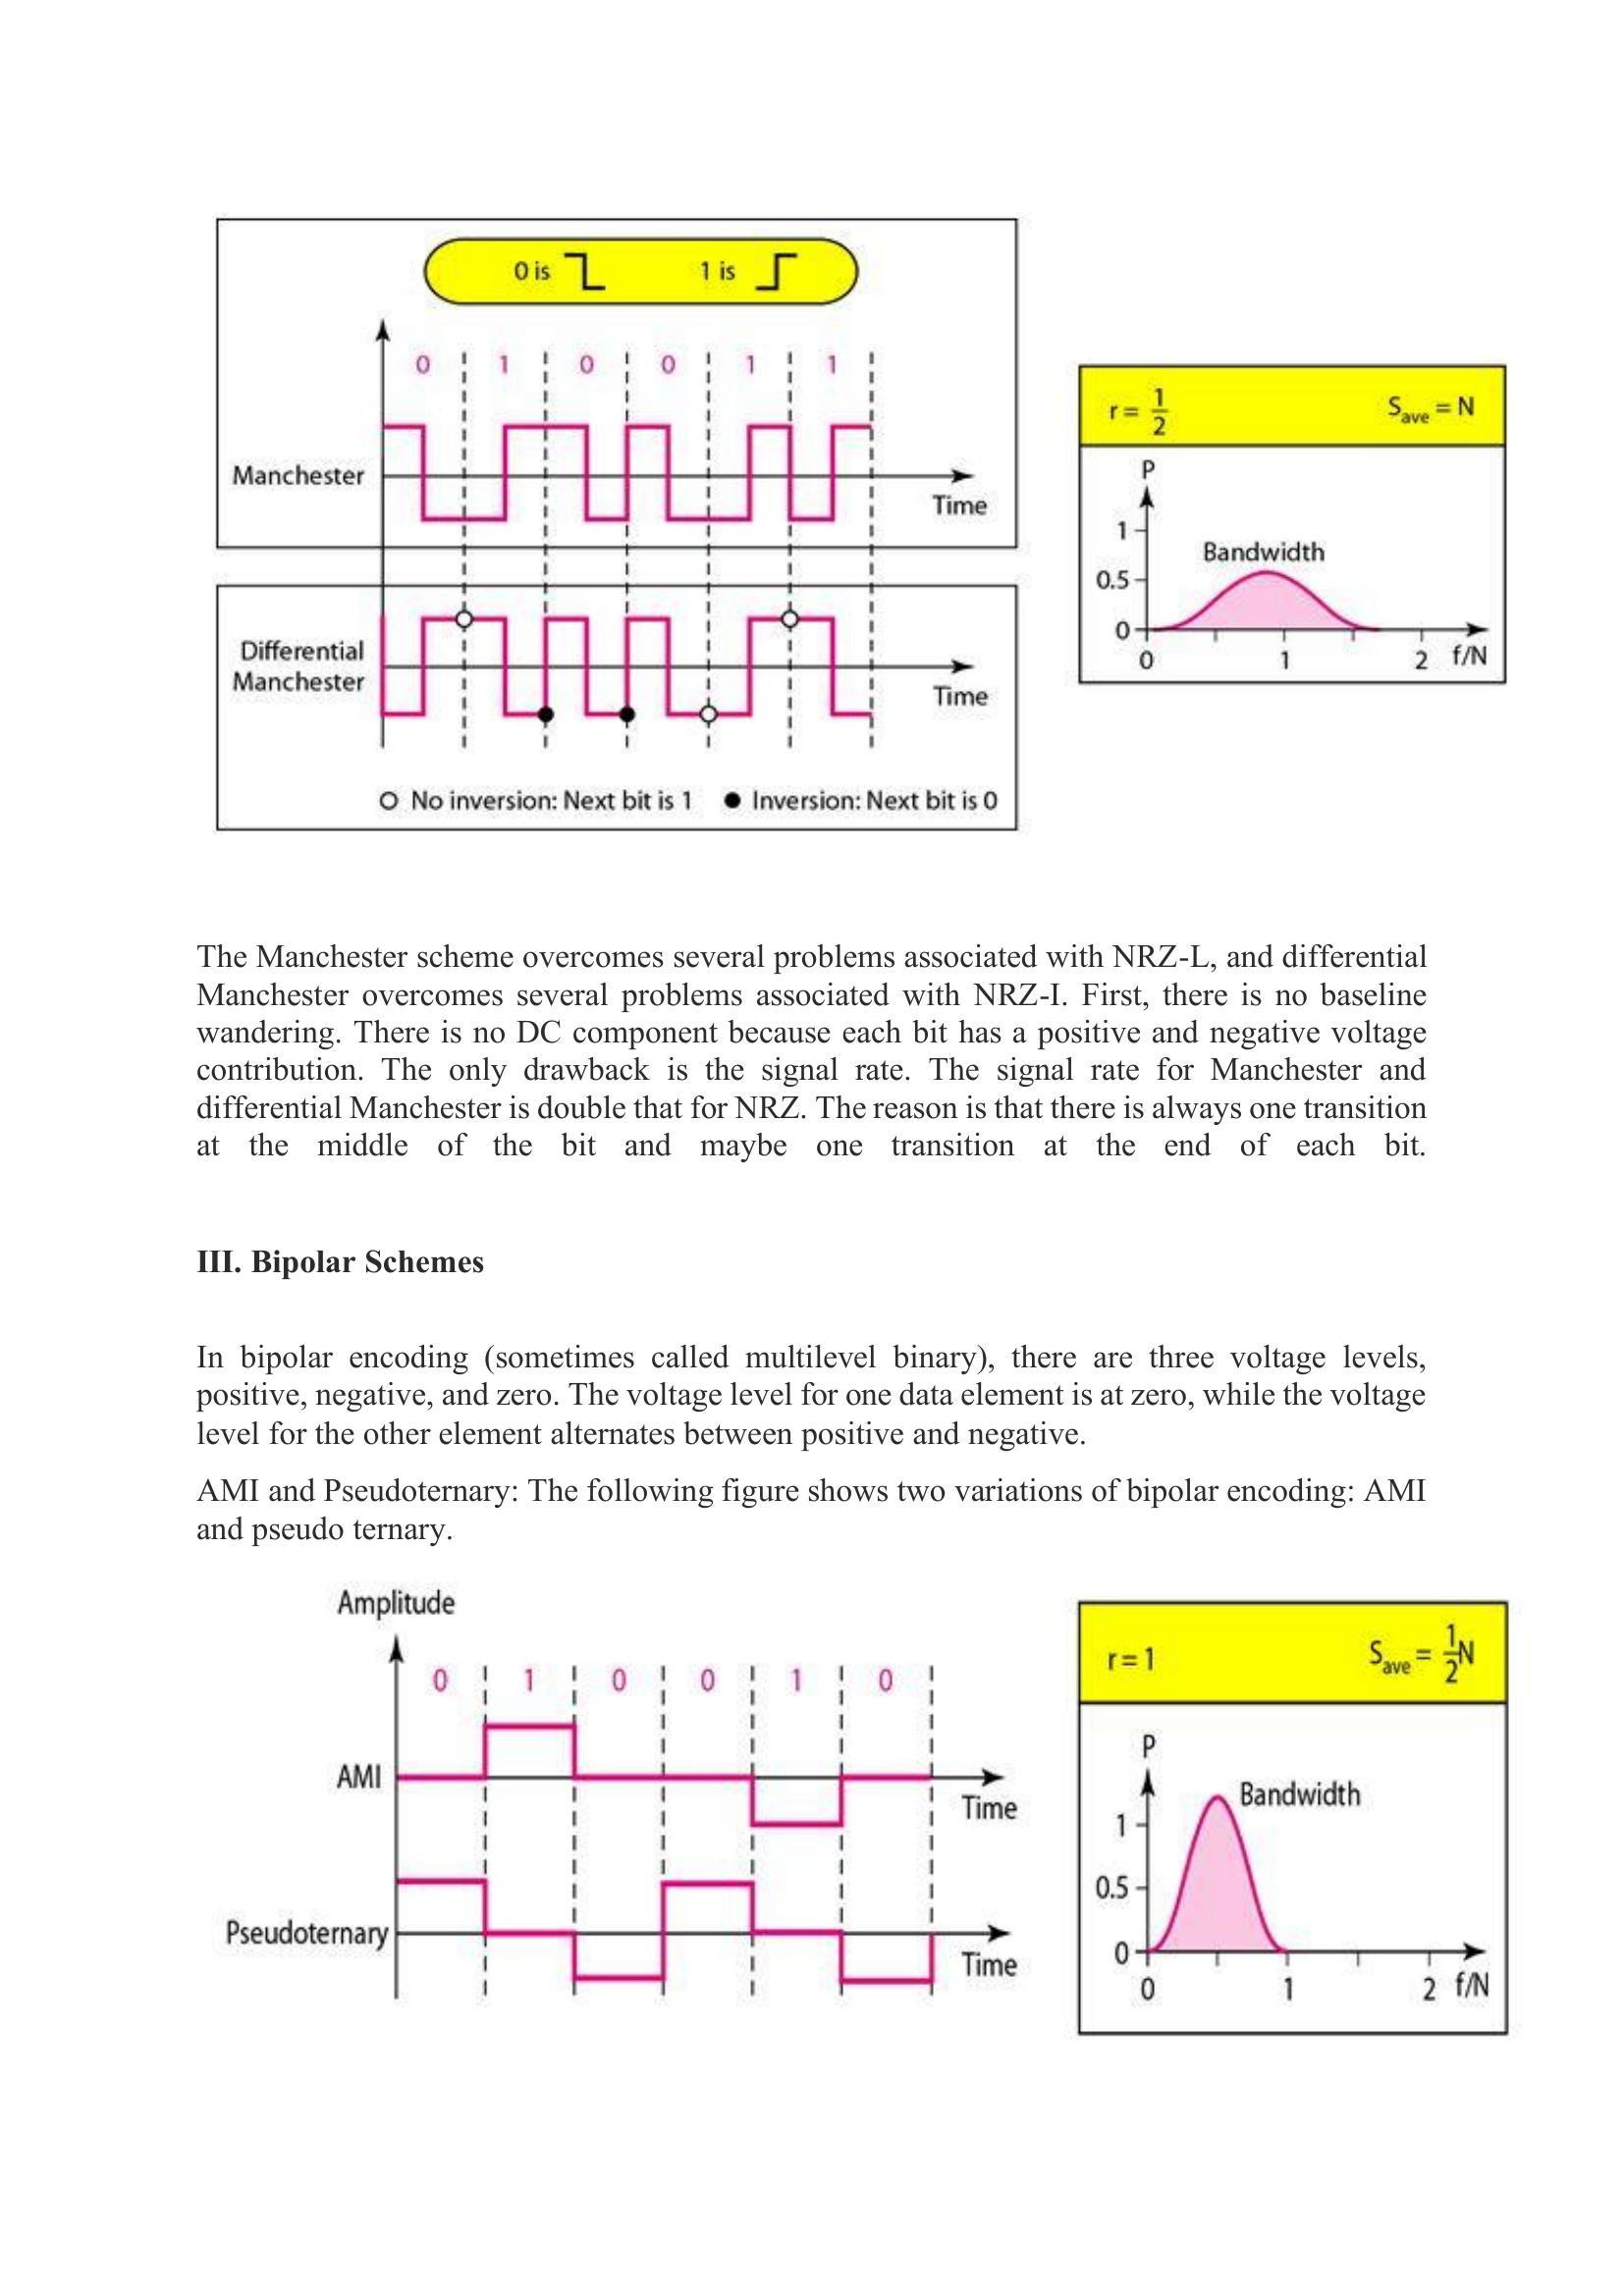 0 is 1 is
0 1 0 0 1 1
Manchester
Time
Differential
Manchester
Time
No inversion: Next bit is 1 Inversion: Next bit is 0
r = 1/2 Save = N
P
1
Bandwidth
0.5
0
0 1 2 f/N
The Manchester scheme overcomes several problems associated with NRZ-L, and differential
Manchester overcomes several problems associated with NRZ-I. First, there is no baseline
wandering. There is no DC component because each bit has a positive and negative voltage
contribution. The only drawback is the signal rate. The signal rate for Manchester and
differential Manchester is double that for NRZ. The reason is that there is always one transition
at the middle of the bit and maybe one transition at the end of each bit.
III. Bipolar Schemes
In bipolar encoding (sometimes called multilevel binary), there are three voltage levels,
positive, negative, and zero. The voltage level for one data element is at zero, while the voltage
level for the other element alternates between positive and negative.
AMI and Pseudoternary: The following figure shows two variations of bipolar encoding: AMI
and pseudo ternary.
Amplitude
0 1 0 0 1 0
AMI
Time
Pseudoternary
Time
r = 1 Save = 1/2 N
P
Bandwidth
1
0.5
0
0 1 2 f/N